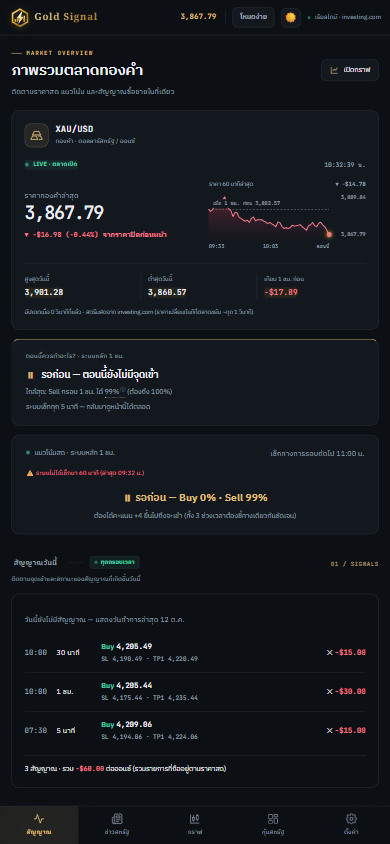 Gold Signal
3,867.79
โหมดง่าย
เรียลไทม์ · investing.com
MARKET OVERVIEW
ภาพรวมตลาดทองคำ
เปิดกราฟ
ติดตามราคาสด แนวโน้ม และสัญญาณซื้อขายในที่เดียว
XAU/USD
ทองคำ · ดอลลาร์สหรัฐ / ออนซ์
LIVE · ตลาดเปิด
10:32:39 น.
ราคาทองคำล่าสุด
3,867.79
▼ -$16.98 (-0.44%) จากราคาปิดก่อนหน้า
ราคา 60 นาทีล่าสุด
▼ -$14.78
เมื่อ 1 ชม. ก่อน 3,882.57
3,889.84
3,867.79
09:33
10:03
ตอนนี้
สูงสุดวันนี้
3,901.28
ต่ำสุดวันนี้
3,860.57
เทียบ 1 ชม. ก่อน
-$17.89
อัปเดตเมื่อ 0 วินาทีที่แล้ว · สตรีมสดจาก investing.com (ราคาเปลี่ยนทันทีที่ตลาดขยับ ~ทุก 1 วินาที)
ตอนนี้ควรทำอะไร? · ระบบหลัก 1 ชม.
รอก่อน — ตอนนี้ยังไม่มีจุดเข้า
ใกล้สุด: Sell กรอบ 1 ชม. ได้ 99% (ต้องถึง 100%)
ระบบเช็กทุก 5 นาที — กลับมาดูหน้านี้ได้ตลอด
แนวโน้มสด · ระบบหลัก 1 ชม.
เช็กทางการรอบถัดไป 11:00 น.
ระบบไม่ได้เช็กมา 60 นาที (ล่าสุด 09:32 น.)
รอก่อน — Buy 0% · Sell 99%
ต้องได้คะแนน +4 ขึ้นไปถึงจะเข้า (ทั้ง 3 ช่วงเวลาต้องชี้ทางเดียวกันชัดเจน)
สัญญาณวันนี้
ทุกกรอบเวลา
01 / SIGNALS
ติดตามจุดเข้าและสถานะของสัญญาณที่เกิดขึ้นวันนี้
วันนี้ยังไม่มีสัญญาณ — แสดงวันทำการล่าสุด 12 ต.ค.
10:00 30 นาที Buy 4,205.49 ✕ -$15.00
SL 4,190.49 · TP1 4,220.49
10:00 1 ชม. Buy 4,205.44 ✕ -$30.00
SL 4,175.44 · TP1 4,235.44
07:30 5 นาที Buy 4,209.06 ✕ -$15.00
SL 4,194.06 · TP1 4,224.06
3 สัญญาณ · รวม -$60.00 ต่อออนซ์ (รวมรายการที่ถืออยู่ตามราคาสด)
สัญญาณ
ข่าวสหรัฐ
กราฟ
หุ้นสหรัฐ
ตั้งค่า